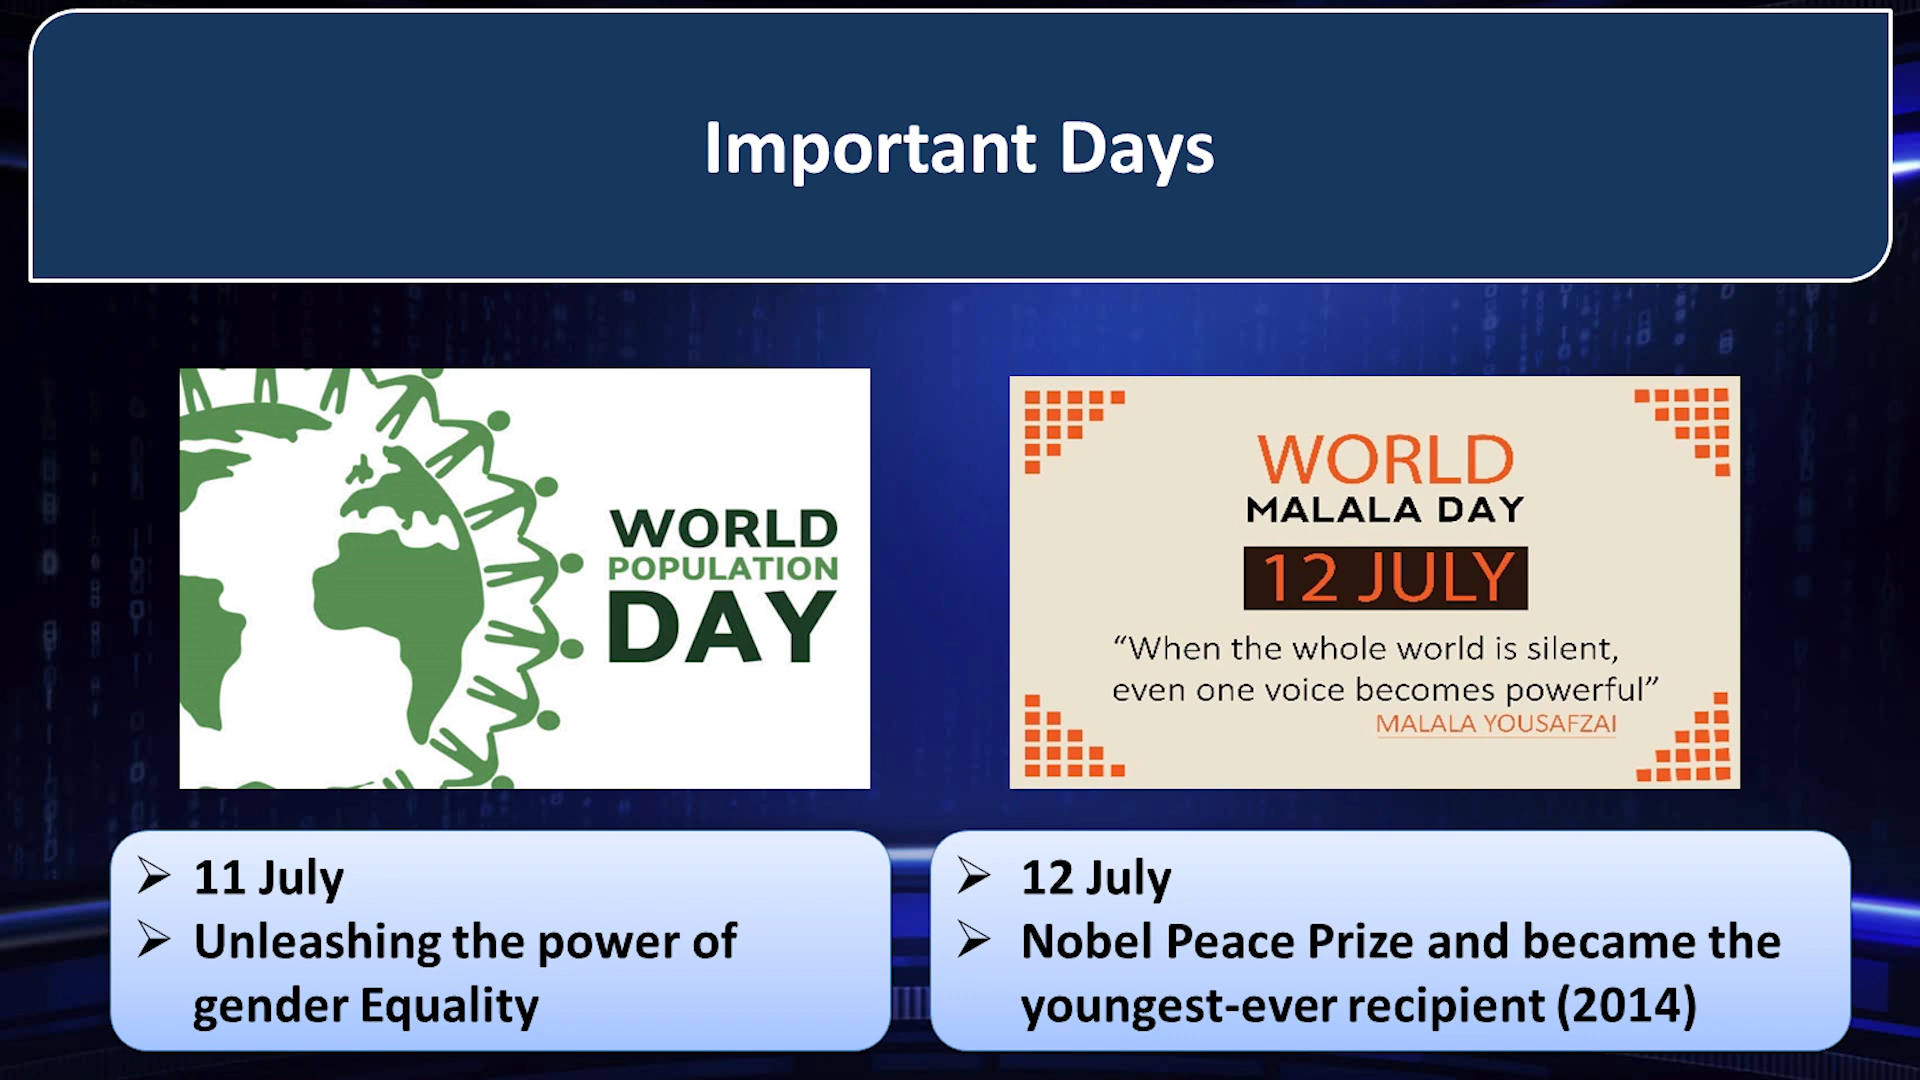 Important Days
WORLD
POPULATION
DAY
WORLD
MALALA DAY
12 JULY
“When the whole world is silent,
even one voice becomes powerful”
MALALA YOUSAFZAI
11 July
Unleashing the power of
gender Equality
12 July
Nobel Peace Prize and became the
youngest-ever recipient (2014)